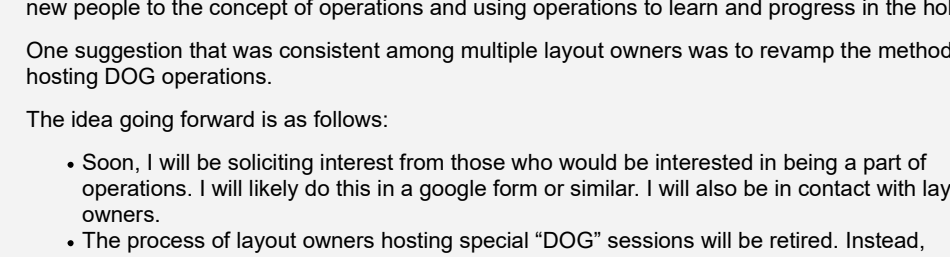 new people to the concept of operations and using operations to learn and progress in the
One suggestion that was consistent among multiple layout owners was to revamp the method
hosting DOG operations.
The idea going forward is as follows:
• Soon, I will be soliciting interest from those who would be interested in being a part of
operations. I will likely do this in a google form or similar. I will also be in contact with
owners.
• The process of layout owners hosting special “DOG” sessions will be retired. Instead,